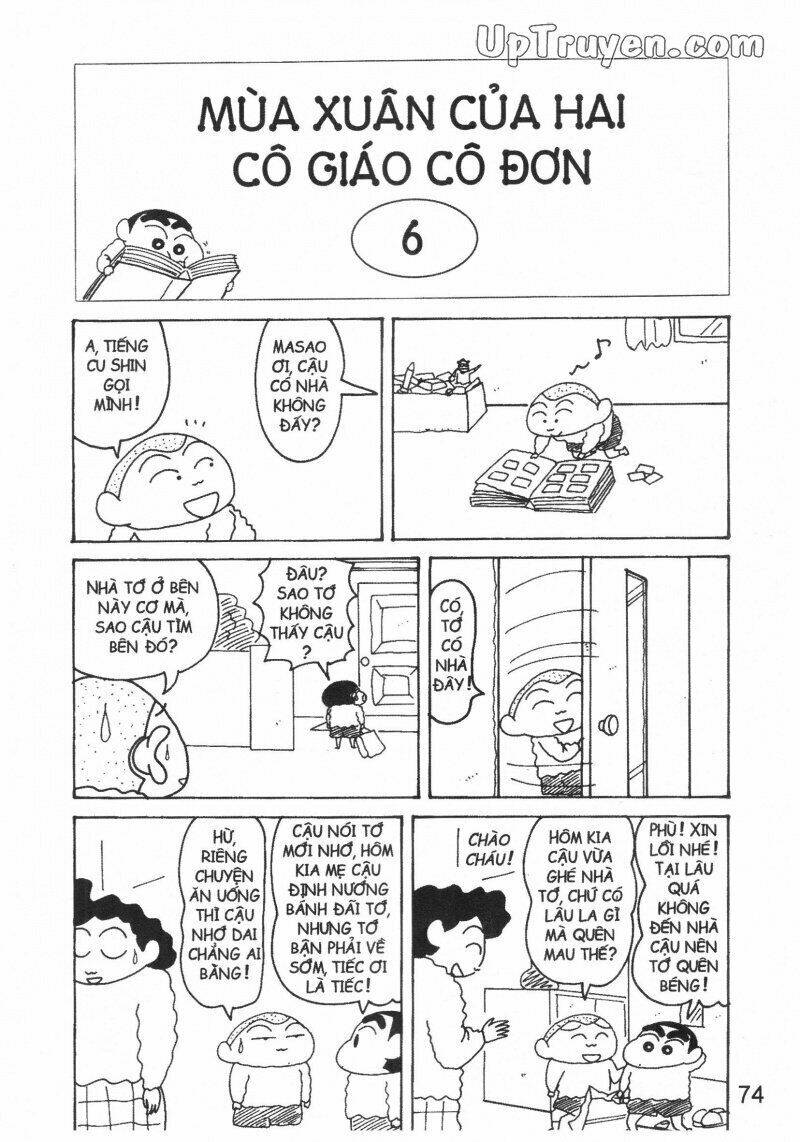 UpTruyen.com
MÙA XUÂN CỦA HAI
CÔ GIÁO CÔ ĐƠN
6
MASAO
ƠI, CẬU
CÓ NHÀ
KHÔNG
ĐẤY?
A, TIẾNG
CU SHIN
GỌI
MÌNH!
CÓ,
TỚ
CÓ
NHÀ
ĐÂY!
ĐÂU?
SAO TỚ
KHÔNG
THẤY CẬU
?
NHÀ TỚ Ở BÊN
NÀY CƠ MÀ,
SAO CẬU TÌM
BÊN ĐÓ?
PHÙ! XIN
LỖI NHÉ!
TẠI LÂU
QUÁ
KHÔNG
ĐẾN NHÀ
CẬU NÊN
TỚ QUÊN
BÉNG!
HÔM KIA
CẬU VỪA
GHÉ NHÀ
TỚ, CHỨ CÓ
LÂU LA GÌ
MÀ QUÊN
MAU THẾ?
CHÀO
CHÁU!
CẬU NÓI TỚ
MỚI NHỚ, HÔM
KIA MẸ CẬU
ĐỊNH NƯỚNG
BÁNH ĐÃI TỚ,
NHƯNG TỚ
BẬN PHẢI VỀ
SỚM, TIẾC ƠI
LÀ TIẾC!
HỪ,
RIÊNG
CHUYỆN
ĂN UỐNG
THÌ CẬU
NHỚ DAI
CHẲNG AI
BẰNG!
74